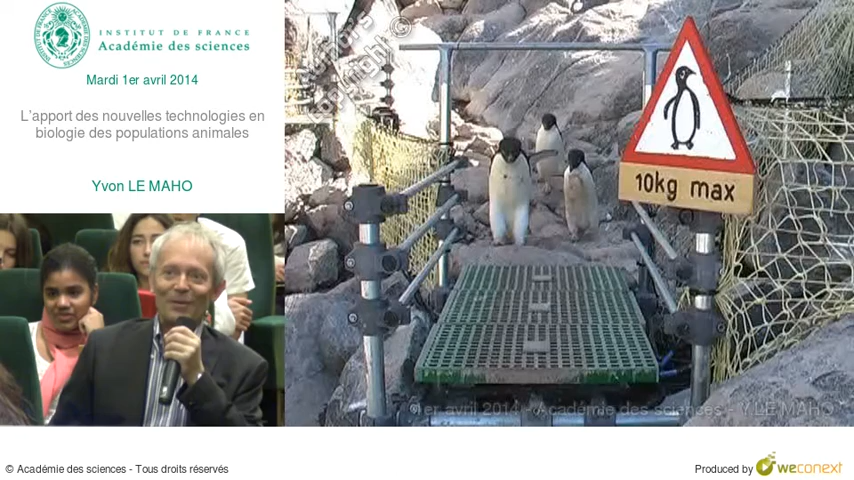 INSTITUT DE FRANCE
Académie des sciences
Mardi 1er avril 2014
L'apport des nouvelles technologies en
biologie des populations animales
Yvon LE MAHO
10kg max
©1er avril 2014 - Académie des sciences - Y.LE MAHO
© Académie des sciences - Tous droits réservés
Produced by weconext